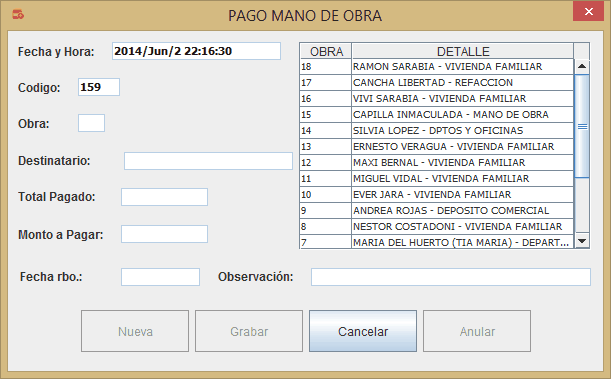 PAGO MANO DE OBRA
Fecha y Hora: 2014/Jun/2 22:16:30
Codigo: 159
Obra:
Destinatario:
Total Pagado:
Monto a Pagar:
Fecha rbo.: Observación:
OBRA DETALLE
18 RAMON SARABIA - VIVIENDA FAMILIAR
17 CANCHA LIBERTAD - REFACCION
16 VIVI SARABIA - VIVIENDA FAMILIAR
15 CAPILLA INMACULADA - MANO DE OBRA
14 SILVIA LOPEZ - DPTOS Y OFICINAS
13 ERNESTO VERAGUA - VIVIENDA FAMILIAR
12 MAXI BERNAL - VIVIENDA FAMILIAR
11 MIGUEL VIDAL - VIVIENDA FAMILIAR
10 EVER JARA - VIVIENDA FAMILIAR
9 ANDREA ROJAS - DEPOSITO COMERCIAL
8 NESTOR COSTADONI - VIVIENDA FAMILIAR
7 MARIA DEL HUERTO (TIA MARIA) - DEPART...
Nueva Grabar Cancelar Anular